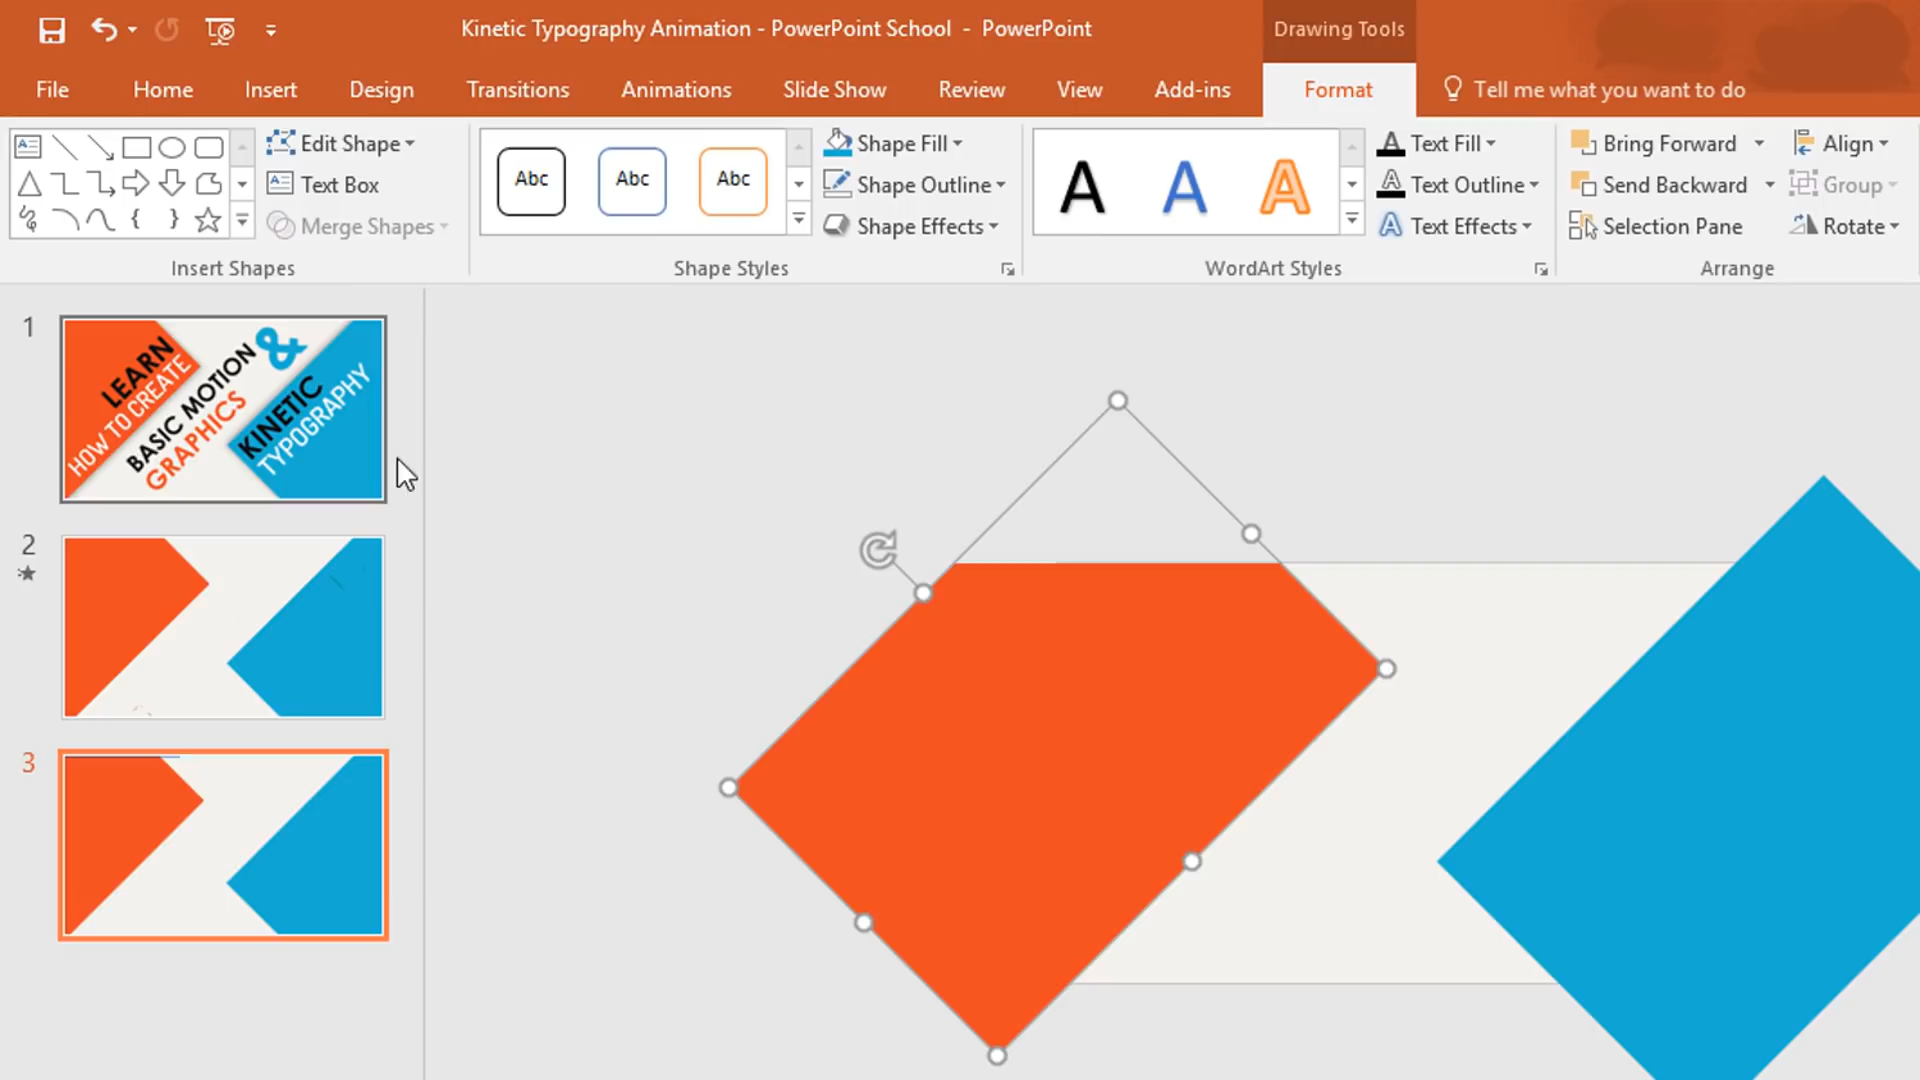 Kinetic Typography Animation - PowerPoint School - PowerPoint
Drawing Tools
File Home Insert Design Transitions Animations Slide Show Review View Add-ins Format Tell me what you want to do
Edit Shape
Text Box
Merge Shapes
Insert Shapes
Abc Abc Abc
Shape Fill
Shape Outline
Shape Effects
Shape Styles
A A A
Text Fill
Text Outline
Text Effects
WordArt Styles
Bring Forward
Send Backward
Selection Pane
Align
Group
Rotate
Arrange
1
LEARN
HOW TO CREATE
BASIC MOTION &
GRAPHICS
KINETIC
TYPOGRAPHY
2
3